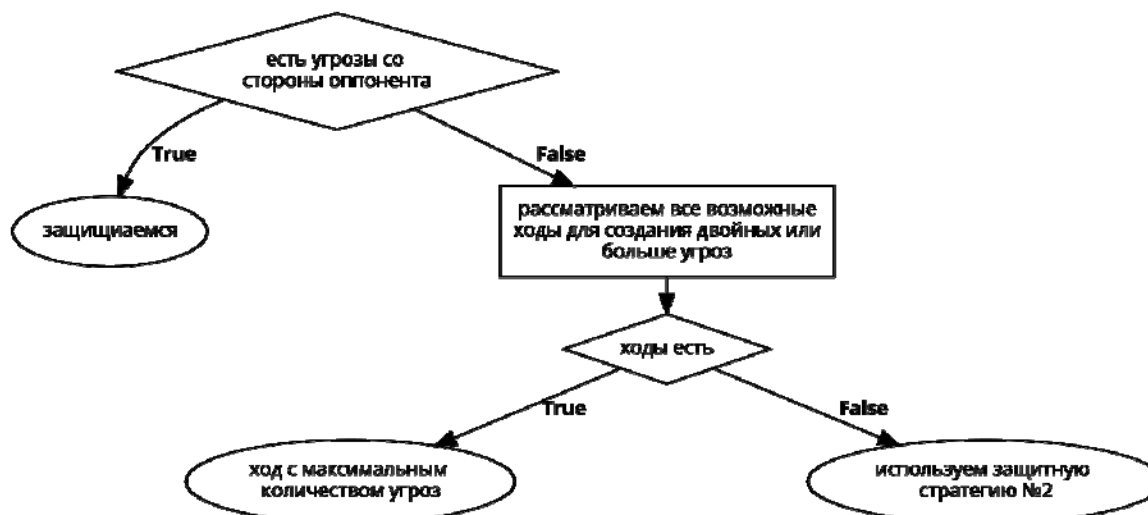 есть угрозы со
стороны оппонента
True
False
защищиаемся
рассматриваем все возможные
ходы для создания двойных или
больше угроз
ходы есть
True
False
ход с максимальным
количеством угроз
используем защитную
стратегию №2